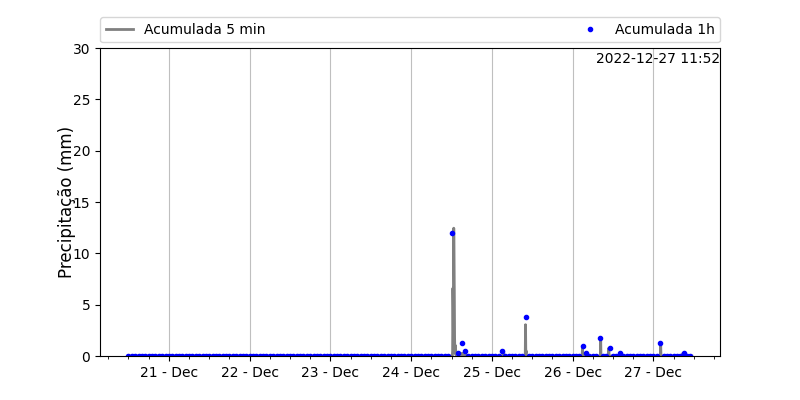 Acumulada 5 min
Acumulada 1h
2022-12-27 11:52
Precipitação (mm)
30
25
20
15
10
5
0
21 - Dec
22 - Dec
23 - Dec
24 - Dec
25 - Dec
26 - Dec
27 - Dec